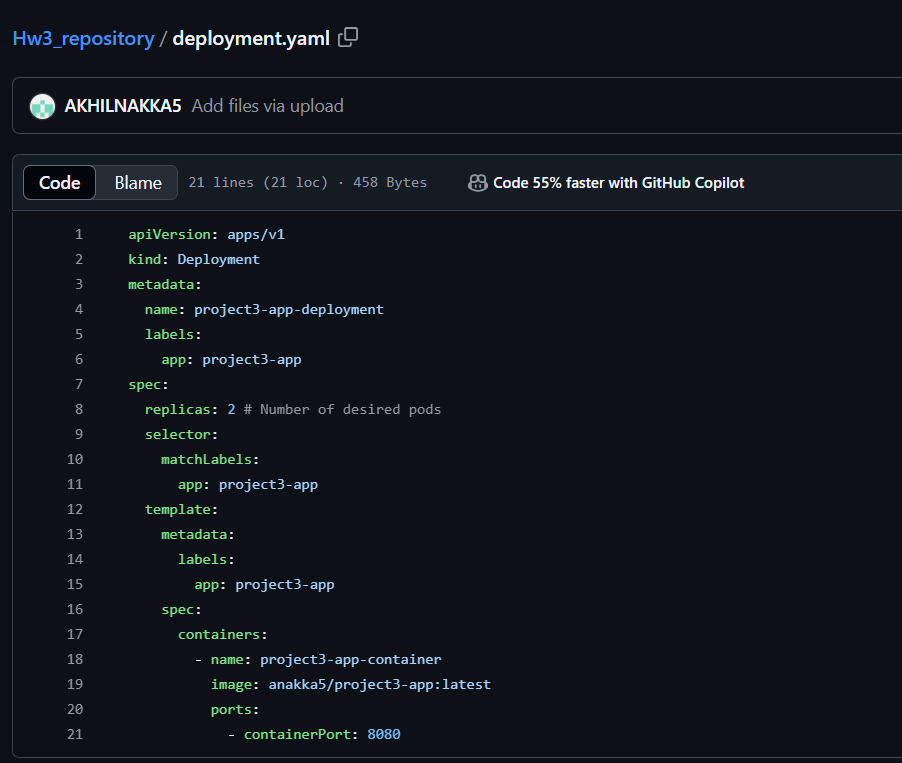 Hw3_repository / deployment.yaml
AKHILNAKKA5 Add files via upload
Code Blame 21 lines (21 loc) · 458 Bytes Code 55% faster with GitHub Copilot
1 apiVersion: apps/v1
2 kind: Deployment
3 metadata:
4   name: project3-app-deployment
5   labels:
6     app: project3-app
7 spec:
8   replicas: 2 # Number of desired pods
9   selector:
10     matchLabels:
11       app: project3-app
12   template:
13     metadata:
14       labels:
15         app: project3-app
16     spec:
17       containers:
18         - name: project3-app-container
19           image: anakka5/project3-app:latest
20           ports:
21             - containerPort: 8080